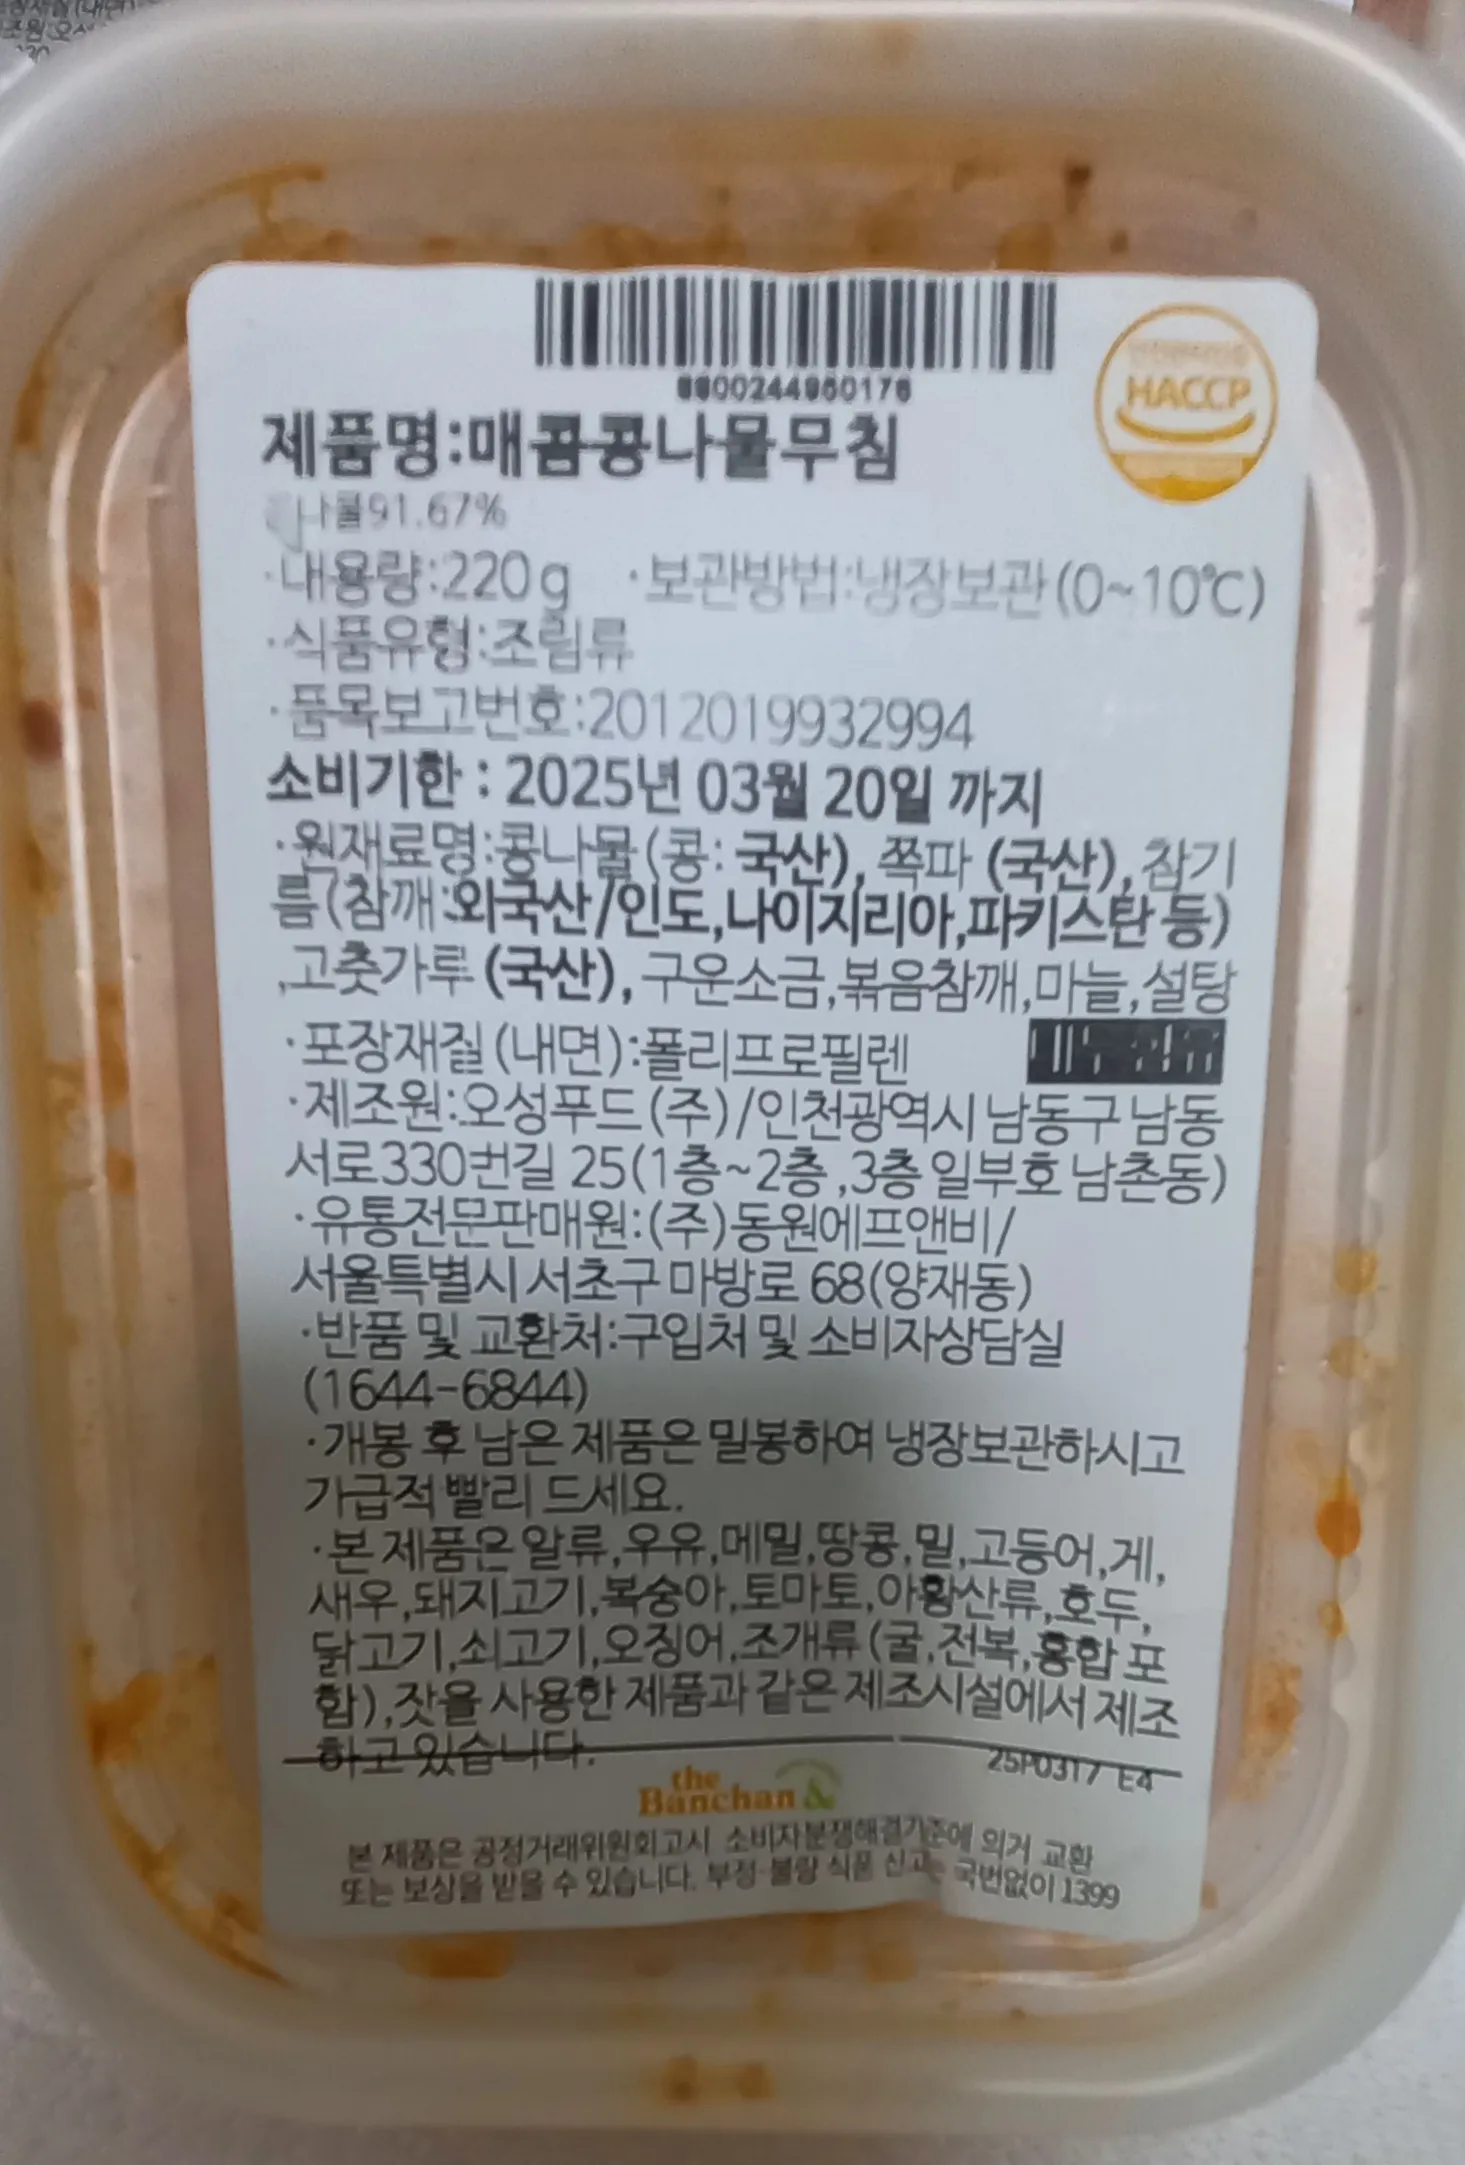 HACCP
제품명:매콤콩나물무침
나물91.67%
·내용량:220g ·보관방법:냉장보관(0~10℃)
·식품유형:조림류
·품목보고번호:2012019932994
소비기한 : 2025년 03월 20일 까지
·원재료명:콩나물(콩: 국산), 쪽파 (국산), 참기
름(참깨:외국산/인도,나이지리아,파키스탄 등)
,고춧가루 (국산), 구운소금,볶음참깨,마늘,설탕
·포장재질(내면):폴리프로필렌
대두 함유
·제조원:오성푸드(주)/인천광역시 남동구 남동
서로330번길 25(1층~2층,3층 일부호 남촌동)
·유통전문판매원:(주)동원에프앤비/
서울특별시 서초구 마방로 68(양재동)
·반품 및 교환처:구입처 및 소비자상담실
(1644-6844)
·개봉 후 남은 제품은 밀봉하여 냉장보관하시고
가급적 빨리 드세요.
·본 제품은 알류,우유,메밀,땅콩,밀,고등어,게,
새우,돼지고기,복숭아,토마토,아황산류,호두,
닭고기,쇠고기,오징어,조개류(굴,전복,홍합 포
함),잣을 사용한 제품과 같은 제조시설에서 제조
하고 있습니다.
25P0317 E4
the
Banchan &
본 제품은 공정거래위원회고시 소비자분쟁해결기준에 의거 교환
또는 보상을 받을 수 있습니다. 부정·불량 식품 신고는 국번없이 1399